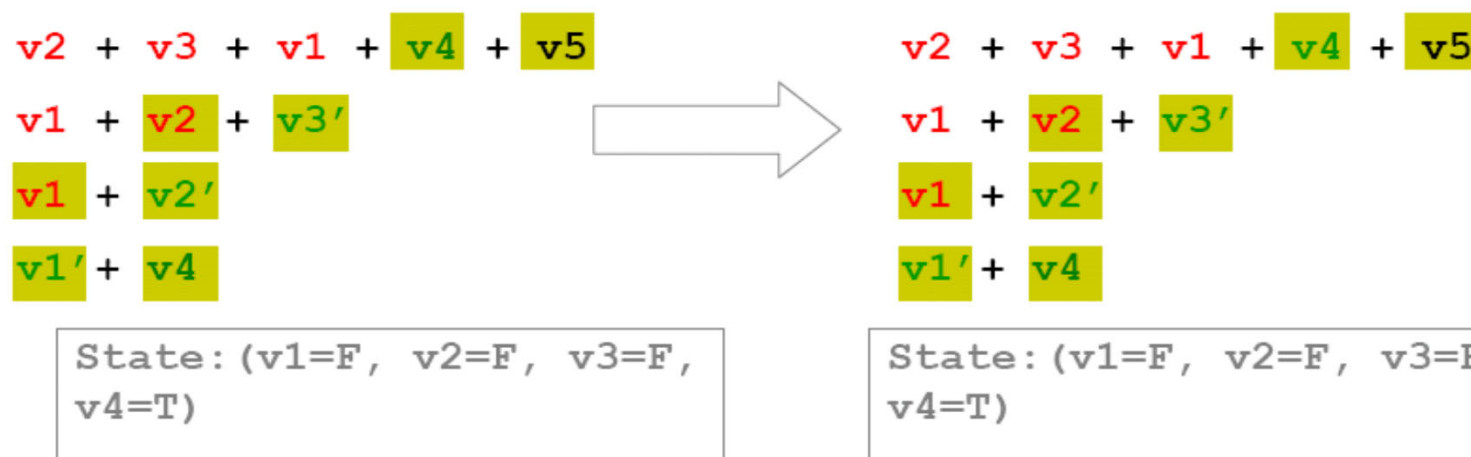 v2 + v3 + v1 + v4 + v5
v1 + v2 + v3′
v1 + v2′
v1′ + v4
State:(v1=F, v2=F, v3=F,
v4=T)
v2 + v3 + v1 + v4 + v5
v1 + v2 + v3′
v1 + v2′
v1′ + v4
State:(v1=F, v2=F, v3=
v4=T)